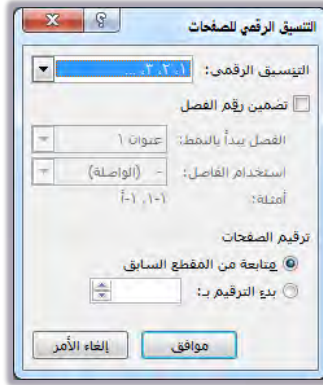 التنسيق الرقمي للصفحات
التنسيق الرقمي: ١، ٢، ٣، ...
تضمين رقم الفصل
الفصل يبدأ بالنمط: عنوان ١
استخدام الفاصل: - (الواصلة)
أمثلة: ١-١، ١-أ
ترقيم الصفحات
متابعة من المقطع السابق
بدء الترقيم بـ:
موافق إلغاء الأمر